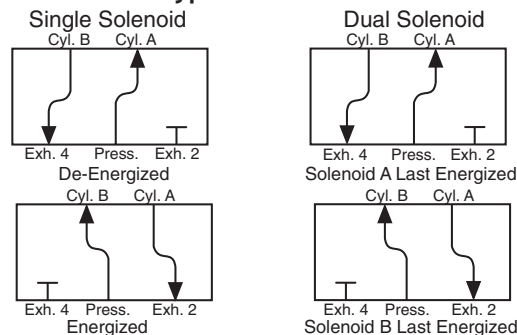 Single Solenoid
Dual Solenoid
Cyl. B Cyl. A
Cyl. B Cyl. A
Exh. 4 Press. Exh. 2
Exh. 4 Press. Exh. 2
De-Energized
Solenoid A Last Energized
Cyl. B Cyl. A
Cyl. B Cyl. A
Exh. 4 Press. Exh. 2
Exh. 4 Press. Exh. 2
Energized
Solenoid B Last Energized